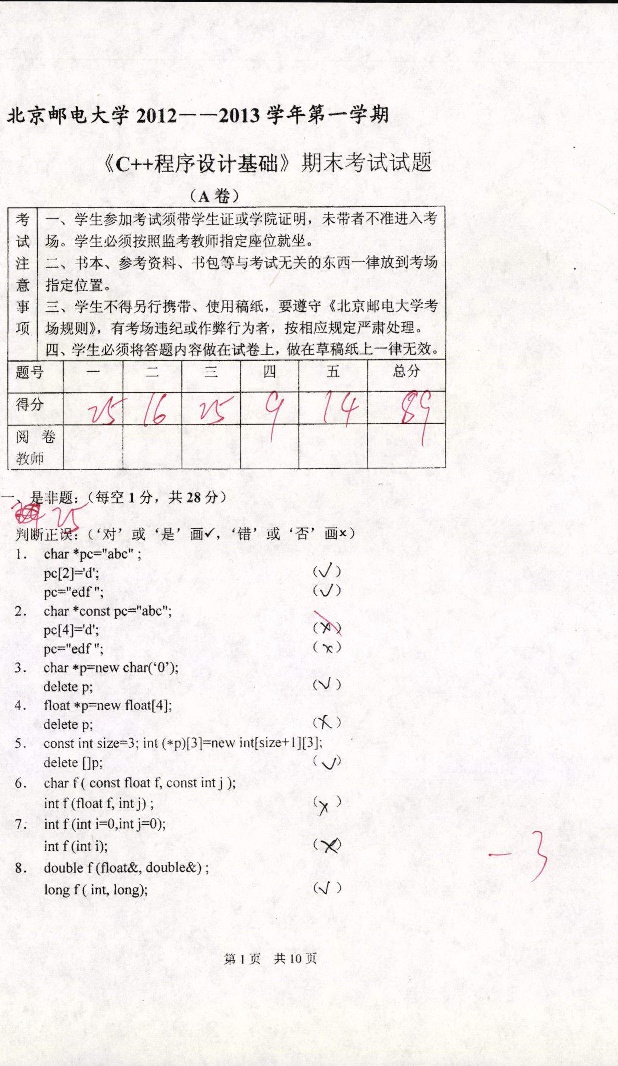 北京邮电大学 2012——2013 学年第一学期
《C++程序设计基础》期末考试试题
（A 卷）
考试注意事项
一、学生参加考试须带学生证或学院证明，未带者不准进入考
场。学生必须按照监考教师指定座位就坐。
二、书本、参考资料、书包等与考试无关的东西一律放到考场
指定位置。
三、学生不得另行携带、使用稿纸，要遵守《北京邮电大学考
场规则》，有考场违纪或作弊行为者，按相应规定严肃处理。
四、学生必须将答题内容做在试卷上，做在草稿纸上一律无效。
题号 一 二 三 四 五 总分
得分 25 16 25 9 14 89
阅 卷
教师
一、是非题：（每空 1 分，共 28 分）
25
判断正误：（‘对’或‘是’画✓，‘错’或‘否’画×）
1． char *pc="abc" ;
pc[2]='d'; （✓）
pc="edf "; （✓）
2． char *const pc="abc";
pc[4]='d'; （×）
pc="edf "; （×）
3． char *p=new char(‘0’);
delete p; （✓）
4． float *p=new float[4];
delete p; （×）
5． const int size=3; int (*p)[3]=new int[size+1][3];
delete []p; （✓）
6． char f ( const float f, const int j );
int f (float f, int j) ; （×）
7． int f (int i=0,int j=0);
int f (int i); （×）
8． double f (float&, double&) ;
long f ( int, long); （✓）
－3
第 1 页 共 10 页